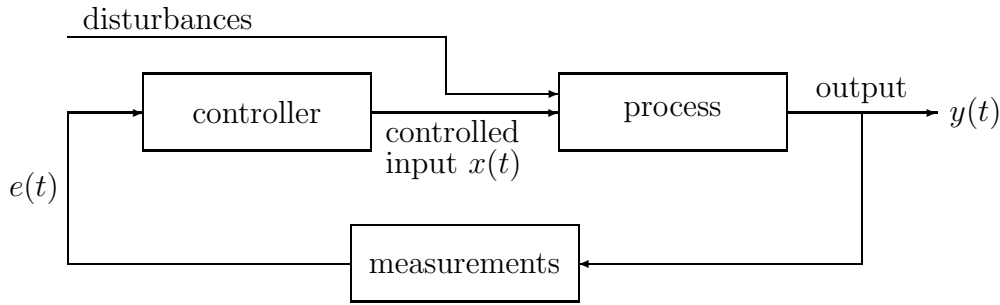 disturbances
controller
process
output
y(t)
controlled
input x(t)
e(t)
measurements